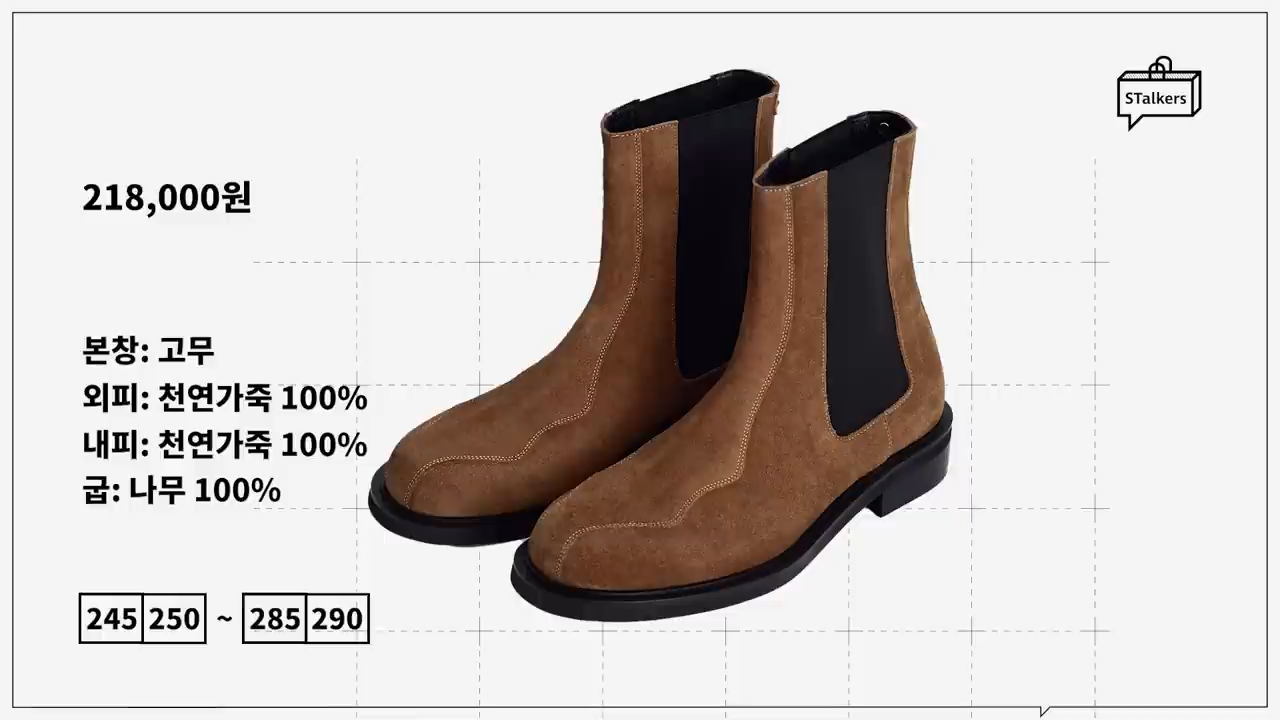 STalkers
218,000원
본창: 고무
외피: 천연가죽 100%
내피: 천연가죽 100%
굽: 나무 100%
245 250 ~ 285 290